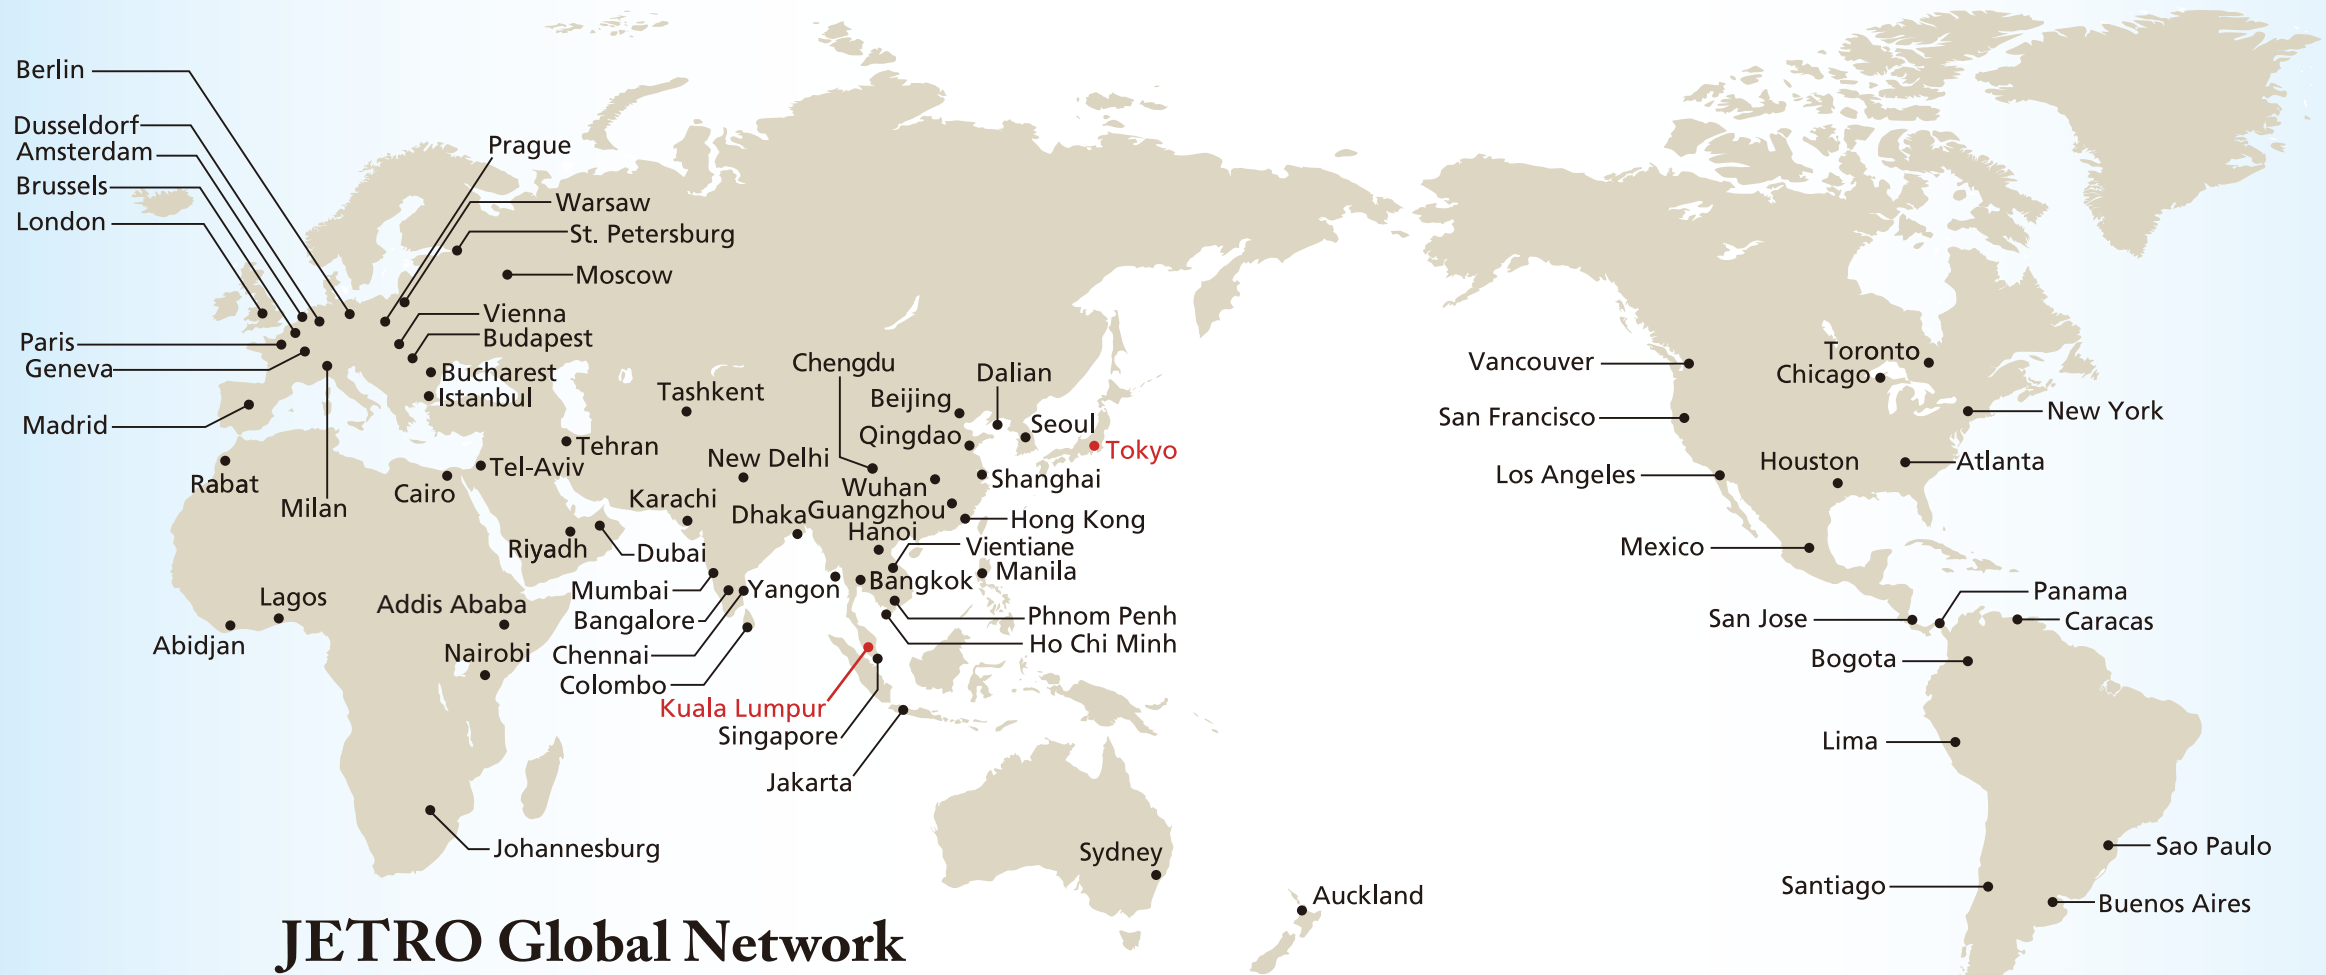 Berlin
Dusseldorf
Amsterdam
Brussels
London
Paris
Geneva
Madrid
Prague
Warsaw
St. Petersburg
Moscow
Vienna
Budapest
Bucharest
Istanbul
Rabat
Milan
Cairo
Tel-Aviv
Tehran
Tashkent
New Delhi
Karachi
Dhaka
Riyadh
Dubai
Mumbai
Bangalore
Chennai
Colombo
Yangon
Abidjan
Lagos
Addis Ababa
Nairobi
Johannesburg
Chengdu
Beijing
Dalian
Qingdao
Seoul
Tokyo
Wuhan
Shanghai
Guangzhou
Hong Kong
Hanoi
Vientiane
Manila
Bangkok
Phnom Penh
Ho Chi Minh
Kuala Lumpur
Singapore
Jakarta
Sydney
Auckland
Vancouver
San Francisco
Los Angeles
Toronto
Chicago
New York
Houston
Atlanta
Mexico
San Jose
Panama
Caracas
Bogota
Lima
Sao Paulo
Santiago
Buenos Aires
JETRO Global Network